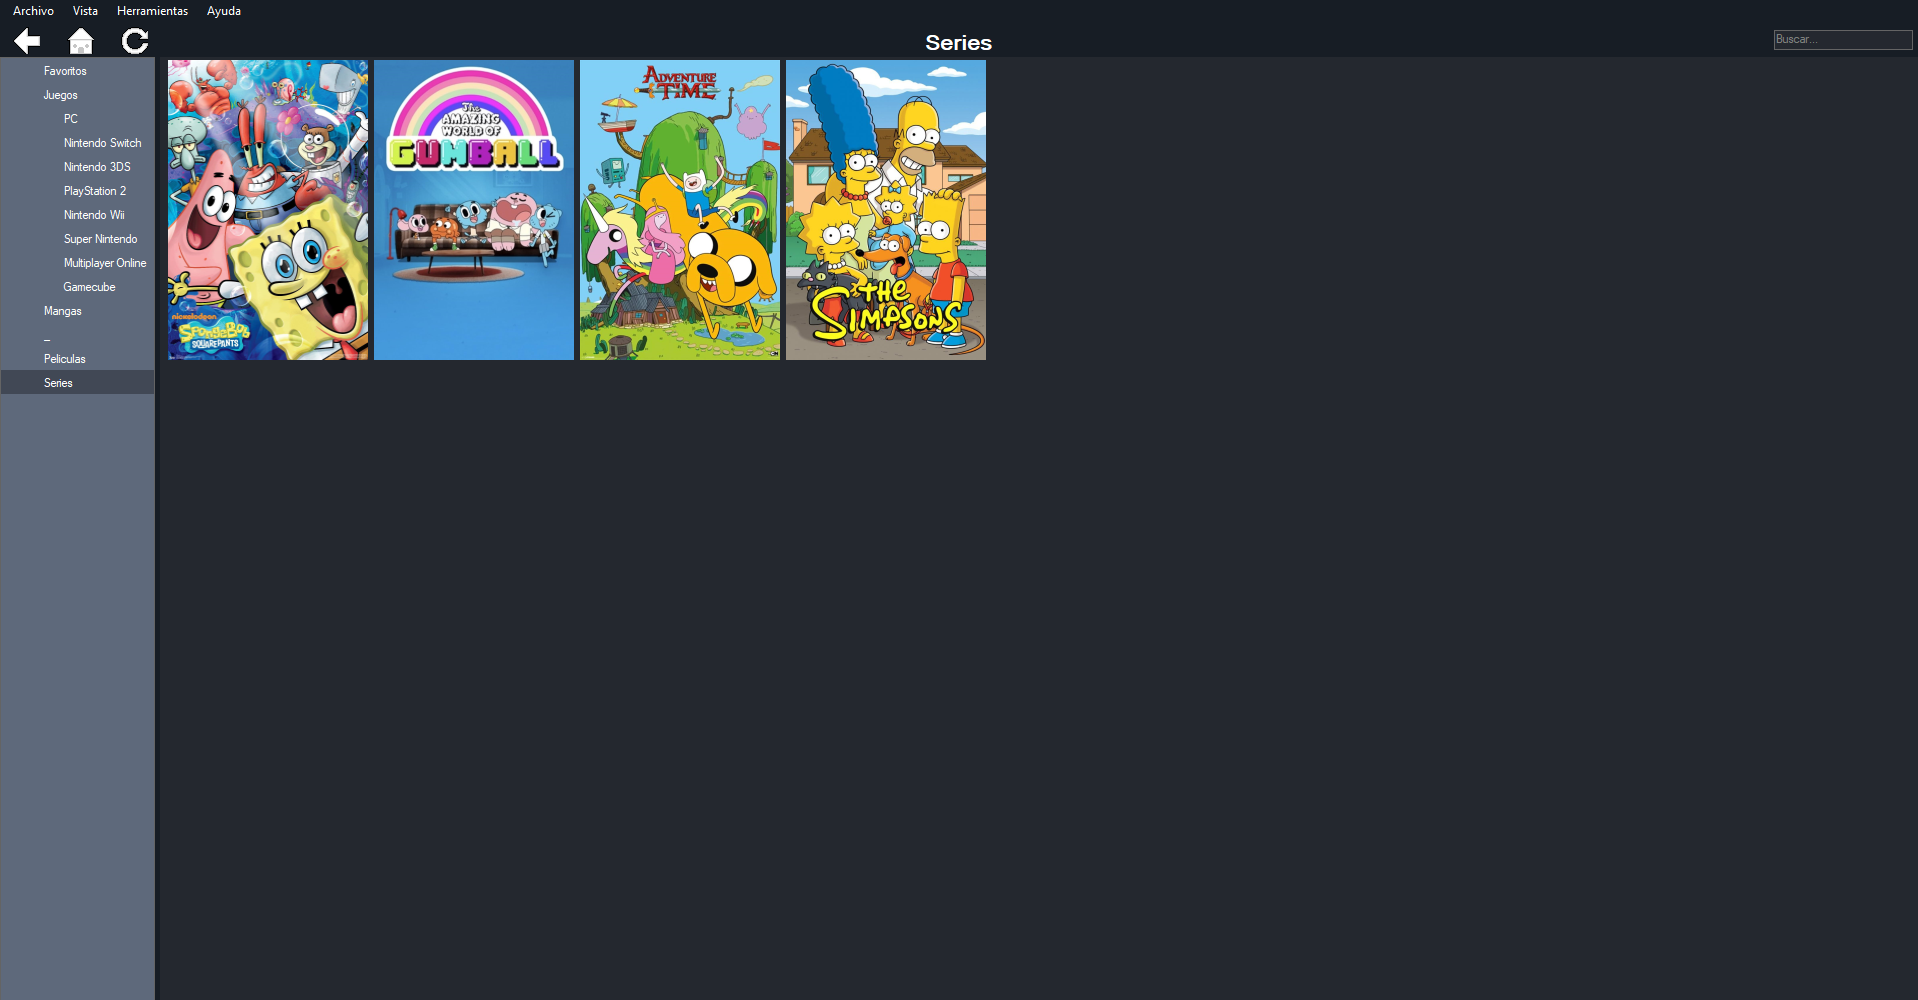 Archivo Vista Herramientas Ayuda
Series
Buscar...
Favoritos
Juegos
PC
Nintendo Switch
Nintendo 3DS
PlayStation 2
Nintendo Wii
Super Nintendo
Multiplayer Online
Gamecube
Mangas
_
Peliculas
Series
nickelodeon
SpongeBob
SQUAREPANTS
The
AMAZING
WORLD OF
GUMBALL
ADVENTURE
TIME
THE
SIMPSONS